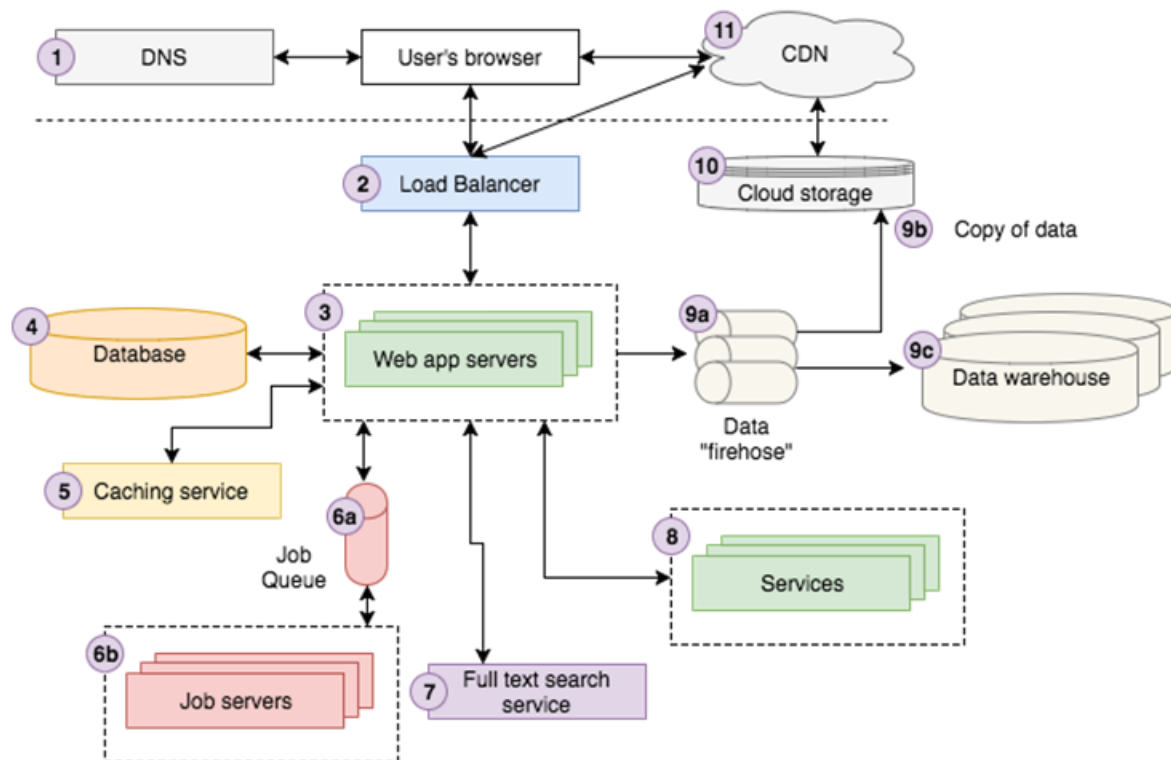 1
DNS
User's browser
11
CDN
2
Load Balancer
10
Cloud storage
9b
Copy of data
3
Web app servers
4
Database
9a
Data
"firehose"
9c
Data warehouse
5
Caching service
6a
Job
Queue
8
Services
6b
Job servers
7
Full text search
service